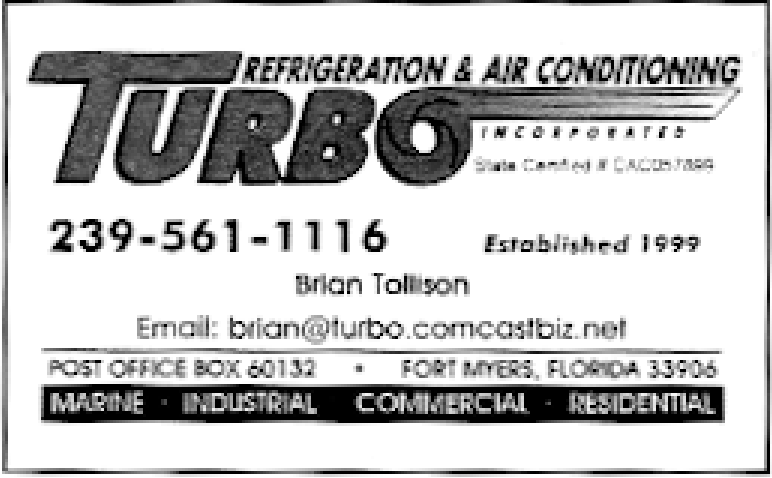 REFRIGERATION & AIR CONDITIONING
TURBO
INCORPORATED
State Certified #
239-561-1116
Established 1999
Brian Tollison
Email: brian@turbo.comcastbiz.net
POST OFFICE BOX 60132 • FORT MYERS, FLORIDA 33906
MARINE · INDUSTRIAL COMMERCIAL · RESIDENTIAL